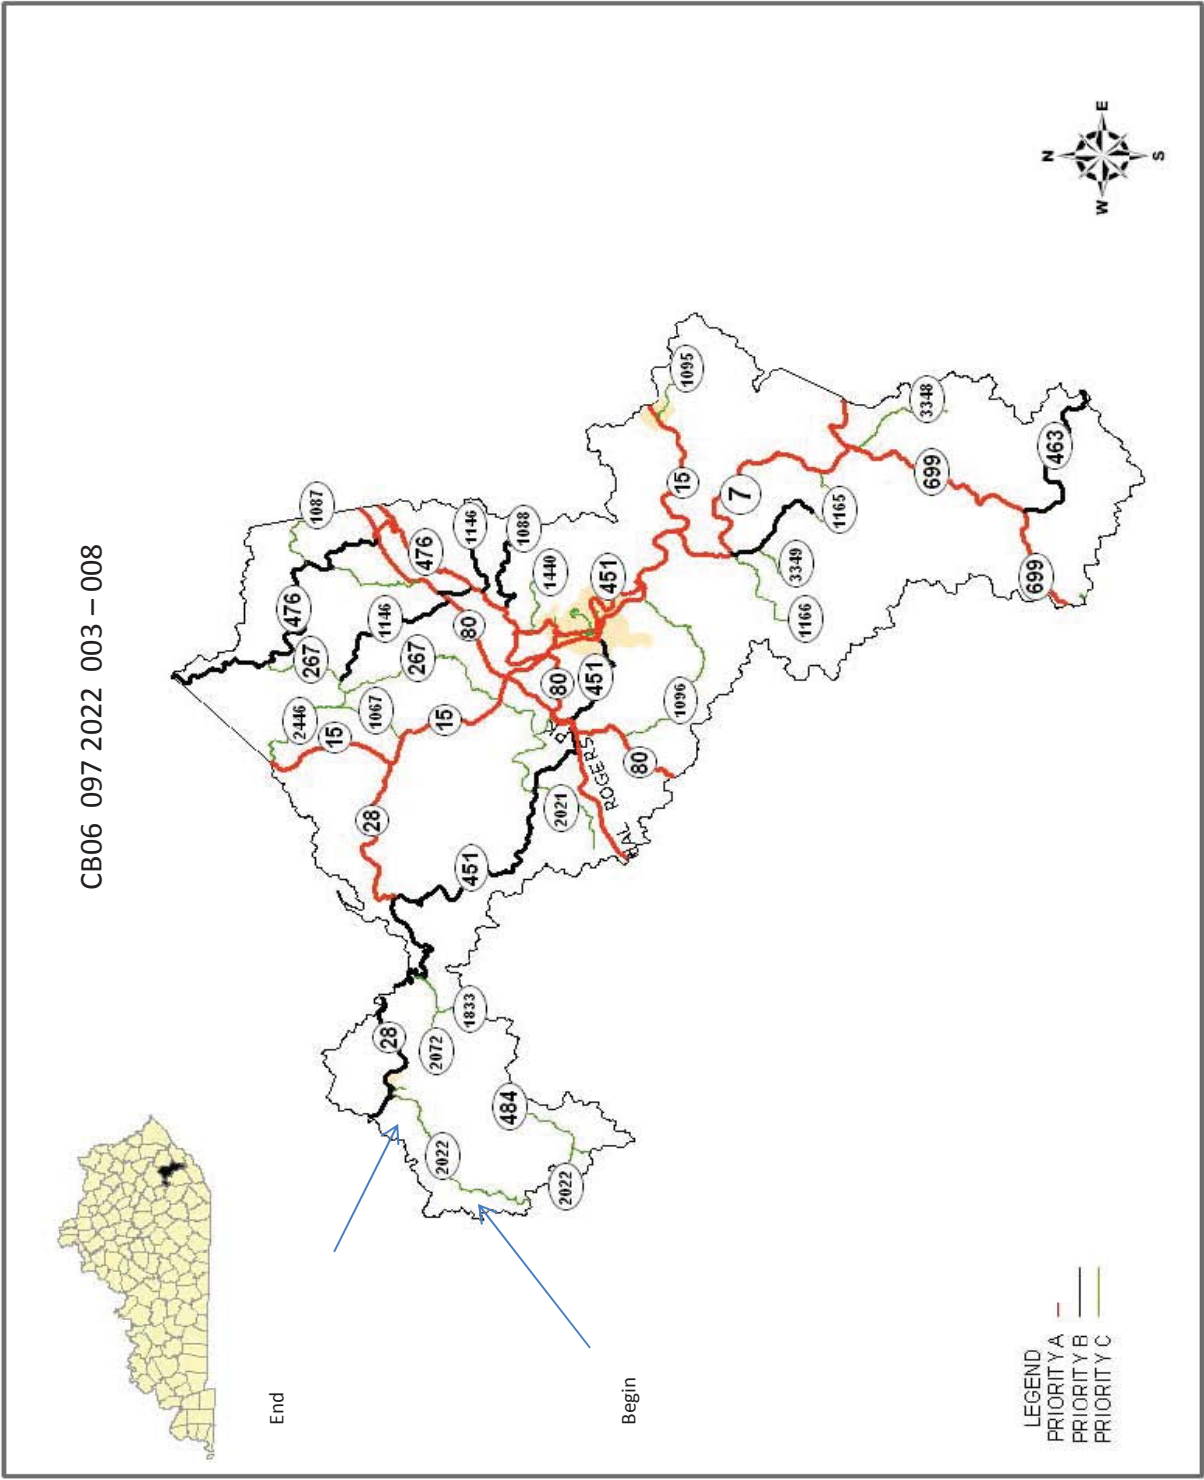 CB06 097 2022 003 – 008
End
Begin
1087
476
476
1146
1146
1088
1440
451
267
267
80
2446
1067
15
15
28
451
80
451
PK
HAL ROGERS
2021
80
1096
15
1095
7
1165
3349
1166
3348
699
463
699
28
2072
1833
484
2022
2022
N
E
S
W
LEGEND
PRIORITY A
PRIORITY B
PRIORITY C